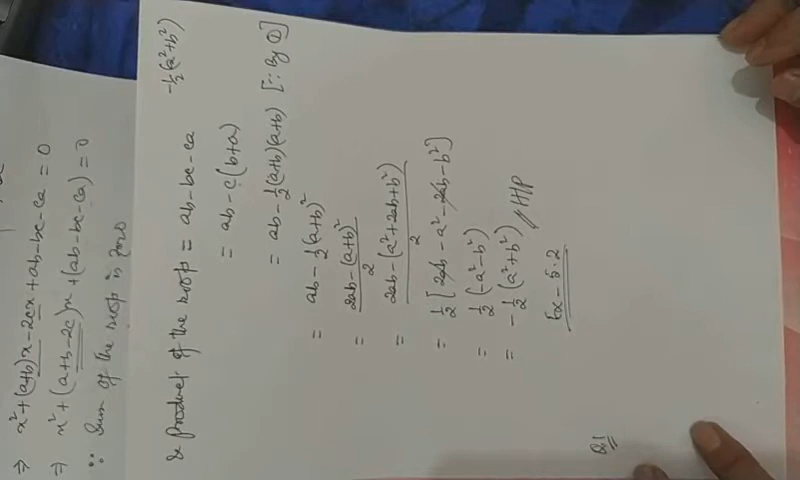 ⇒ x² + (a+b)x - 2cx + ab - bc - ca = 0
⇒ x² + (a+b-2c)x + (ab - bc - ca) = 0
∵ Sum of the roots is zero
& product of the roots = ab - bc - ca   -½(a²+b²)
= ab - c(b+a)
= ab - ½(a+b)(a+b) [∵ By ①]
= ab - ½(a+b)²
= 2ab - (a+b)² / 2
= 2ab - (a²+2ab+b²) / 2
= ½[2ab - a² - 2ab - b²]
= ½(-a² - b²)
= -½(a²+b²) // H/P
Ex - 5.2
Q.1